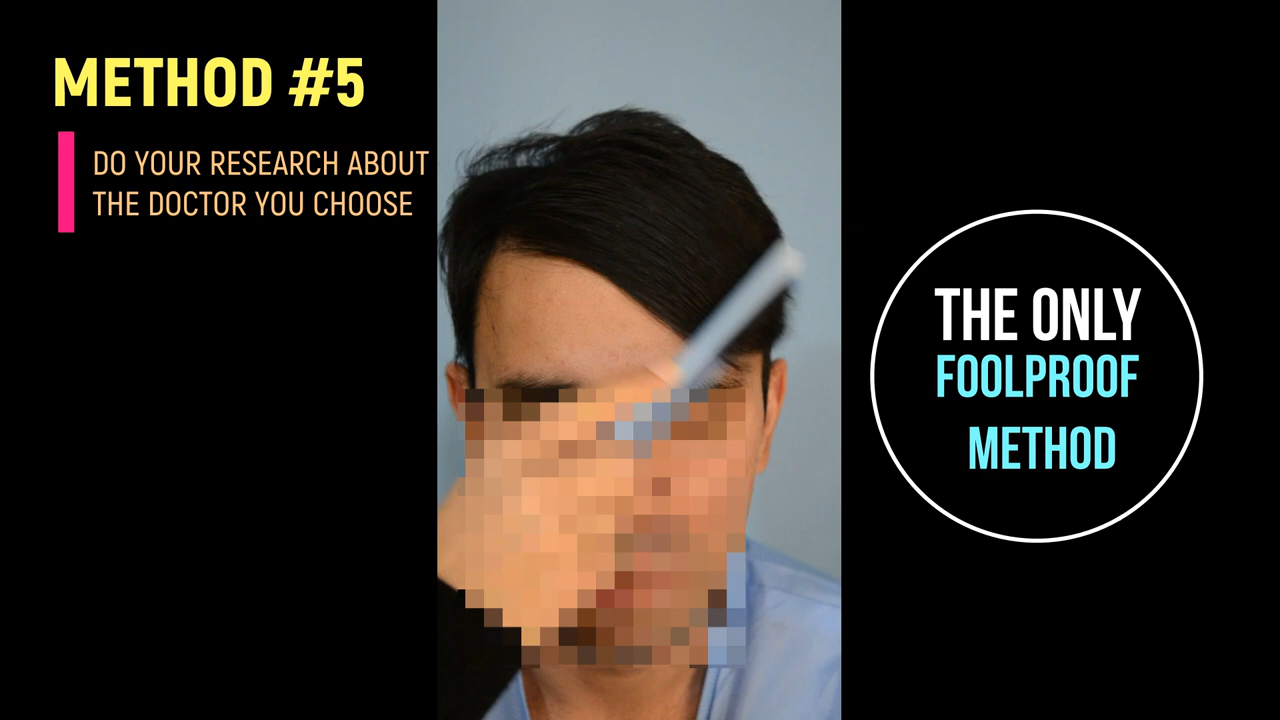 METHOD #5
DO YOUR RESEARCH ABOUT
THE DOCTOR YOU CHOOSE
THE ONLY
FOOLPROOF
METHOD